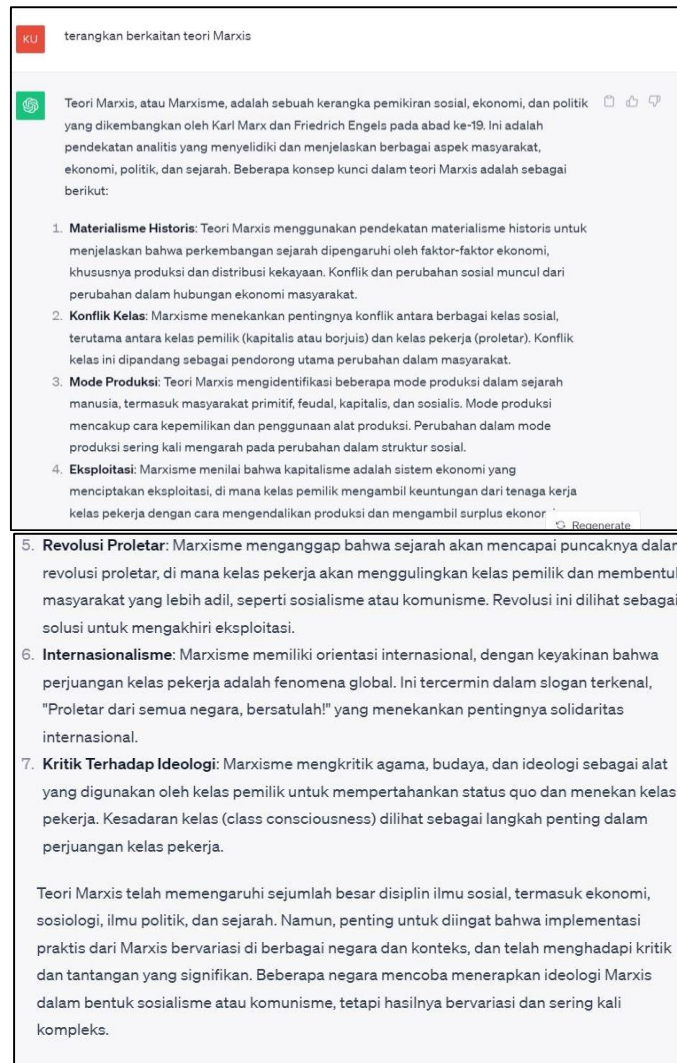 KU
terangkan berkaitan teori Marxis
Teori Marxis, atau Marxisme, adalah sebuah kerangka pemikiran sosial, ekonomi, dan politik
yang dikembangkan oleh Karl Marx dan Friedrich Engels pada abad ke-19. Ini adalah
pendekatan analitis yang menyelidiki dan menjelaskan berbagai aspek masyarakat,
ekonomi, politik, dan sejarah. Beberapa konsep kunci dalam teori Marxis adalah sebagai
berikut:
1. Materialisme Historis: Teori Marxis menggunakan pendekatan materialisme historis untuk
menjelaskan bahwa perkembangan sejarah dipengaruhi oleh faktor-faktor ekonomi,
khususnya produksi dan distribusi kekayaan. Konflik dan perubahan sosial muncul dari
perubahan dalam hubungan ekonomi masyarakat.
2. Konflik Kelas: Marxisme menekankan pentingnya konflik antara berbagai kelas sosial,
terutama antara kelas pemilik (kapitalis atau borjuis) dan kelas pekerja (proletar). Konflik
kelas ini dipandang sebagai pendorong utama perubahan dalam masyarakat.
3. Mode Produksi: Teori Marxis mengidentifikasi beberapa mode produksi dalam sejarah
manusia, termasuk masyarakat primitif, feudal, kapitalis, dan sosialis. Mode produksi
mencakup cara kepemilikan dan penggunaan alat produksi. Perubahan dalam mode
produksi sering kali mengarah pada perubahan dalam struktur sosial.
4. Eksploitasi: Marxisme menilai bahwa kapitalisme adalah sistem ekonomi yang
menciptakan eksploitasi, di mana kelas pemilik mengambil keuntungan dari tenaga kerja
kelas pekerja dengan cara mengendalikan produksi dan mengambil surplus
Regenerate
5. Revolusi Proletar: Marxisme menganggap bahwa sejarah akan mencapai puncaknya dalam
revolusi proletar, di mana kelas pekerja akan menggulingkan kelas pemilik dan membentuk
masyarakat yang lebih adil, seperti sosialisme atau komunisme. Revolusi ini dilihat sebagai
solusi untuk mengakhiri eksploitasi.
6. Internasionalisme: Marxisme memiliki orientasi internasional, dengan keyakinan bahwa
perjuangan kelas pekerja adalah fenomena global. Ini tercermin dalam slogan terkenal,
"Proletar dari semua negara, bersatulah!" yang menekankan pentingnya solidaritas
internasional.
7. Kritik Terhadap Ideologi: Marxisme mengkritik agama, budaya, dan ideologi sebagai alat
yang digunakan oleh kelas pemilik untuk mempertahankan status quo dan menekan kelas
pekerja. Kesadaran kelas (class consciousness) dilihat sebagai langkah penting dalam
perjuangan kelas pekerja.
Teori Marxis telah memengaruhi sejumlah besar disiplin ilmu sosial, termasuk ekonomi,
sosiologi, ilmu politik, dan sejarah. Namun, penting untuk diingat bahwa implementasi
praktis dari Marxis bervariasi di berbagai negara dan konteks, dan telah menghadapi kritik
dan tantangan yang signifikan. Beberapa negara mencoba menerapkan ideologi Marxis
dalam bentuk sosialisme atau komunisme, tetapi hasilnya bervariasi dan sering kali
kompleks.